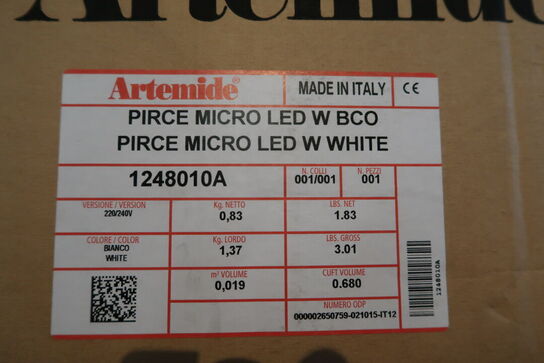 Artemide
Artemide® MADE IN ITALY CE
PIRCE MICRO LED W BCO
PIRCE MICRO LED W WHITE
1248010A
N. COLLI
001/001
N. PEZZI
001
VERSIONE / VERSION
220/240V
Kg. NETTO
0,83
LBS. NET
1.83
COLORE / COLOR
BIANCO
WHITE
Kg. LORDO
1,37
LBS. GROSS
3.01
m³ VOLUME
0,019
CUFT VOLUME
0.680
NUMERO ODP
000002650759-021015-IT12
1248010A